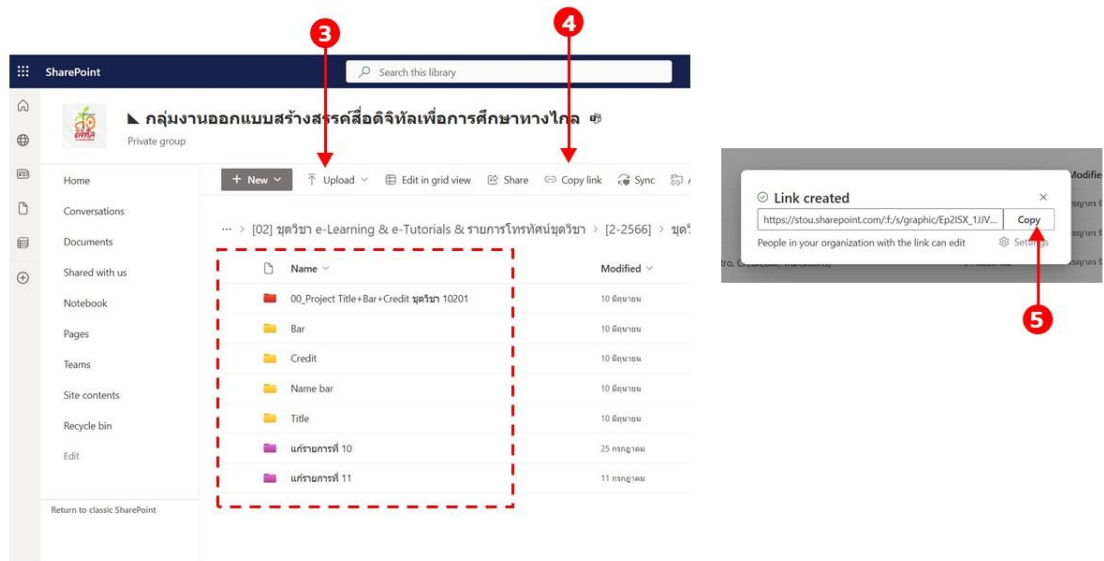 3
4
SharePoint
Search this library
สื่อ
ดิจิทัล
กลุ่มงานออกแบบสร้างสรรค์สื่อดิจิทัลเพื่อการศึกษาทางไกล
Private group
+ New
Upload
Edit in grid view
Share
Copy link
Sync
Home
Conversations
Documents
Shared with us
Notebook
Pages
Teams
Site contents
Recycle bin
Edit
Return to classic SharePoint
... > [02] ชุดวิชา e-Learning & e-Tutorials & รายการโทรทัศน์ชุดวิชา > [2-2566] >
Name Modified
00_Project Title+Bar+Credit ชุดวิชา 10201 10 มิถุนายน
Bar 10 มิถุนายน
Credit 10 มิถุนายน
Name bar 10 มิถุนายน
Title 10 มิถุนายน
แก้รายการที่ 10 25 กรกฎาคม
แก้รายการที่ 11 11 กรกฎาคม
Link created
https://stou.sharepoint.com/:f:/s/graphic/Ep2ISX_1JJV...
Copy
People in your organization with the link can edit
Settings
5